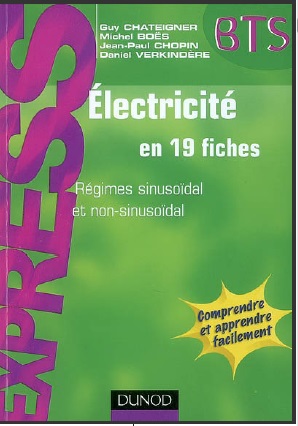 Guy CHATEIGNER
Michel BOËS
Jean-Paul CHOPIN
Daniel VERKINDÈRE
BTS
Électricité
en 19 fiches
Régimes sinusoïdal
et non-sinusoïdal
EXPRESS
Comprendre
et apprendre
facilement
DUNOD